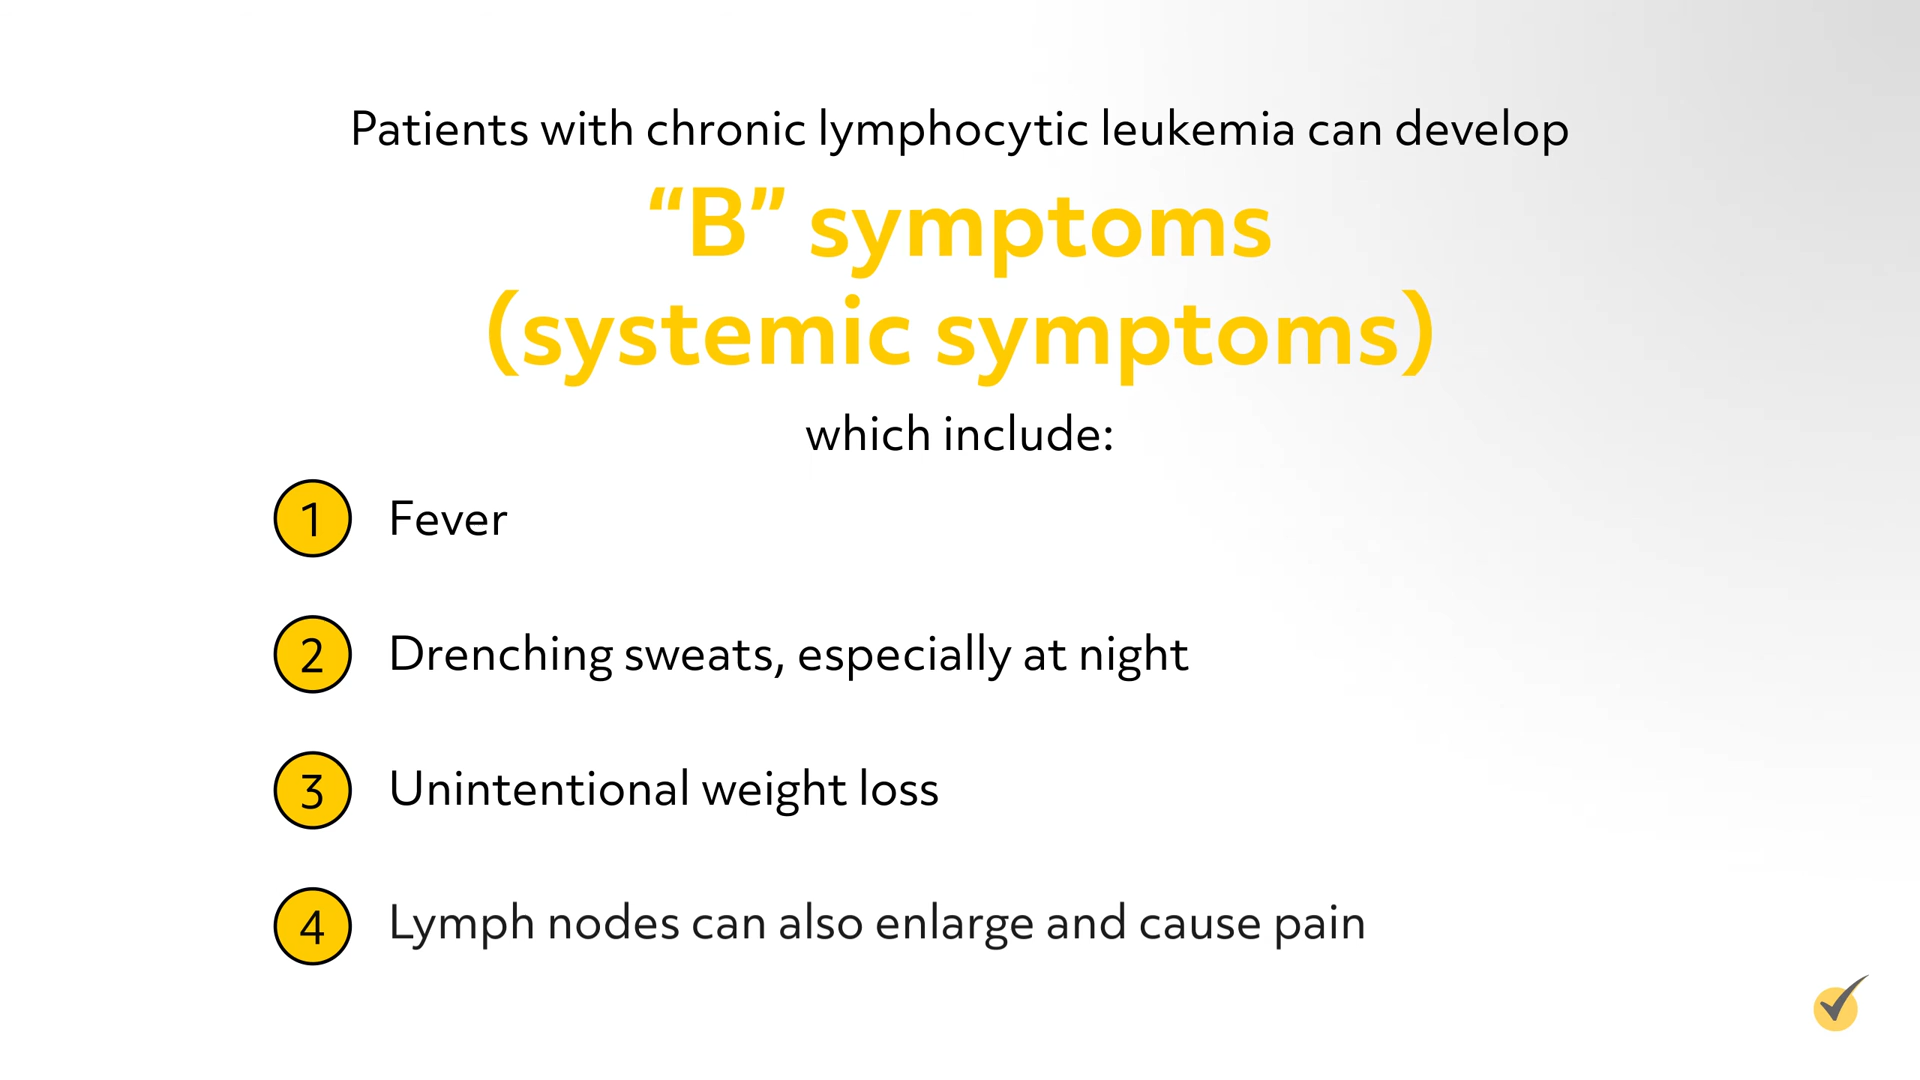 Patients with chronic lymphocytic leukemia can develop
“B” symptoms
(systemic symptoms)
which include:
1 Fever
2 Drenching sweats, especially at night
3 Unintentional weight loss
4 Lymph nodes can also enlarge and cause pain